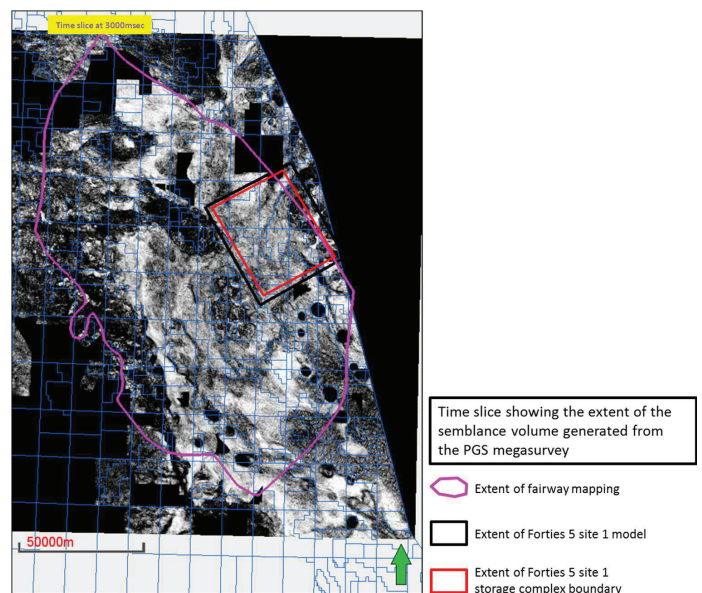 Time slice at 3000msec
50000m
Time slice showing the extent of the
semblance volume generated from
the PGS megasurvey
Extent of fairway mapping
Extent of Forties 5 site 1 model
Extent of Forties 5 site 1
storage complex boundary